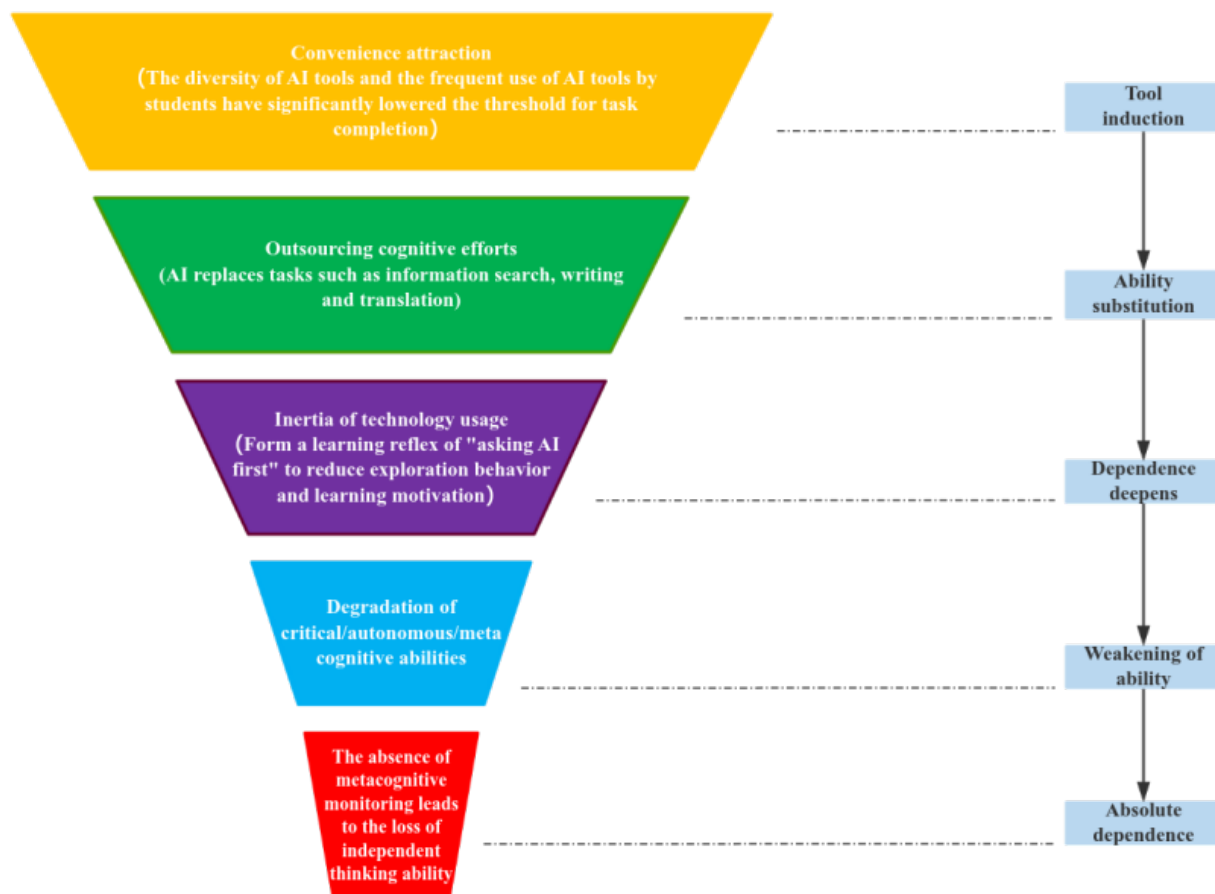 Convenience attraction
(The diversity of AI tools and the frequent use of AI tools by
students have significantly lowered the threshold for task
completion)
Tool
induction
Outsourcing cognitive efforts
(AI replaces tasks such as information search, writing
and translation)
Ability
substitution
Inertia of technology usage
(Form a learning reflex of "asking AI
first" to reduce exploration behavior
and learning motivation)
Dependence
deepens
Degradation of
critical/autonomous/meta
cognitive abilities
Weakening of
ability
The absence of
metacognitive
monitoring leads
to the loss of
independent
thinking ability
Absolute
dependence